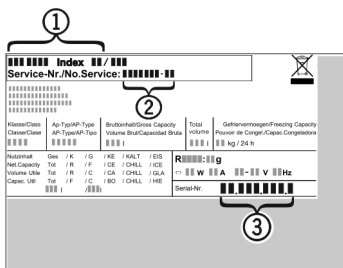 1
Index /
Service-Nr./No.Service: -
2
Klasse/Class Ap-Typ/AP-Type Bruttoinhalt/Gross Capacity Total Gefriervermoegen/Freezing Capacity
Classe/Clase AP-Type/AP-Tipo Volume Brut/Capacidad Bruta volume Pouvoir de Congel./Capac.Congeladora
l l kg / 24 h
Nutzinhalt Ges / K / G / KE / KALT / EIS
Net.Capacity Tot / R / F / CE / CHILL / ICE
Volume Utile Tot / R / C / CA / CHILL / GLA
Capac. Util Tot / F / C / BO / CHILL / HIE
l / l
R : g
W A - V Hz
Serial-Nr.
3